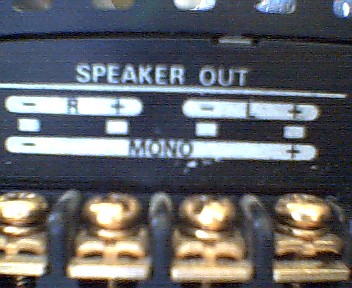 SPEAKER OUT
- R + - L +
- MONO +